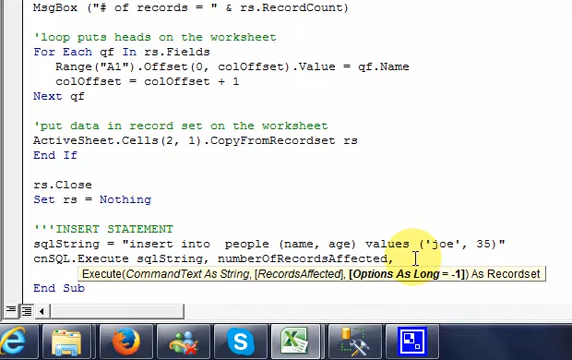 MsgBox ("# of records = " & rs.RecordCount)
'loop puts heads on the worksheet
For Each qf In rs.Fields
Range("A1").Offset(0, colOffset).Value = qf.Name
colOffset = colOffset + 1
Next qf
'put data in record set on the worksheet
ActiveSheet.Cells(2, 1).CopyFromRecordset rs
End If
rs.Close
Set rs = Nothing
'''INSERT STATEMENT
sqlString = "insert into  people (name, age) values ('joe', 35)"
cnSQL.Execute sqlString, numberOfRecordsAffected,
Execute(CommandText As String, [RecordsAffected], [Options As Long = -1]) As Recordset
End Sub